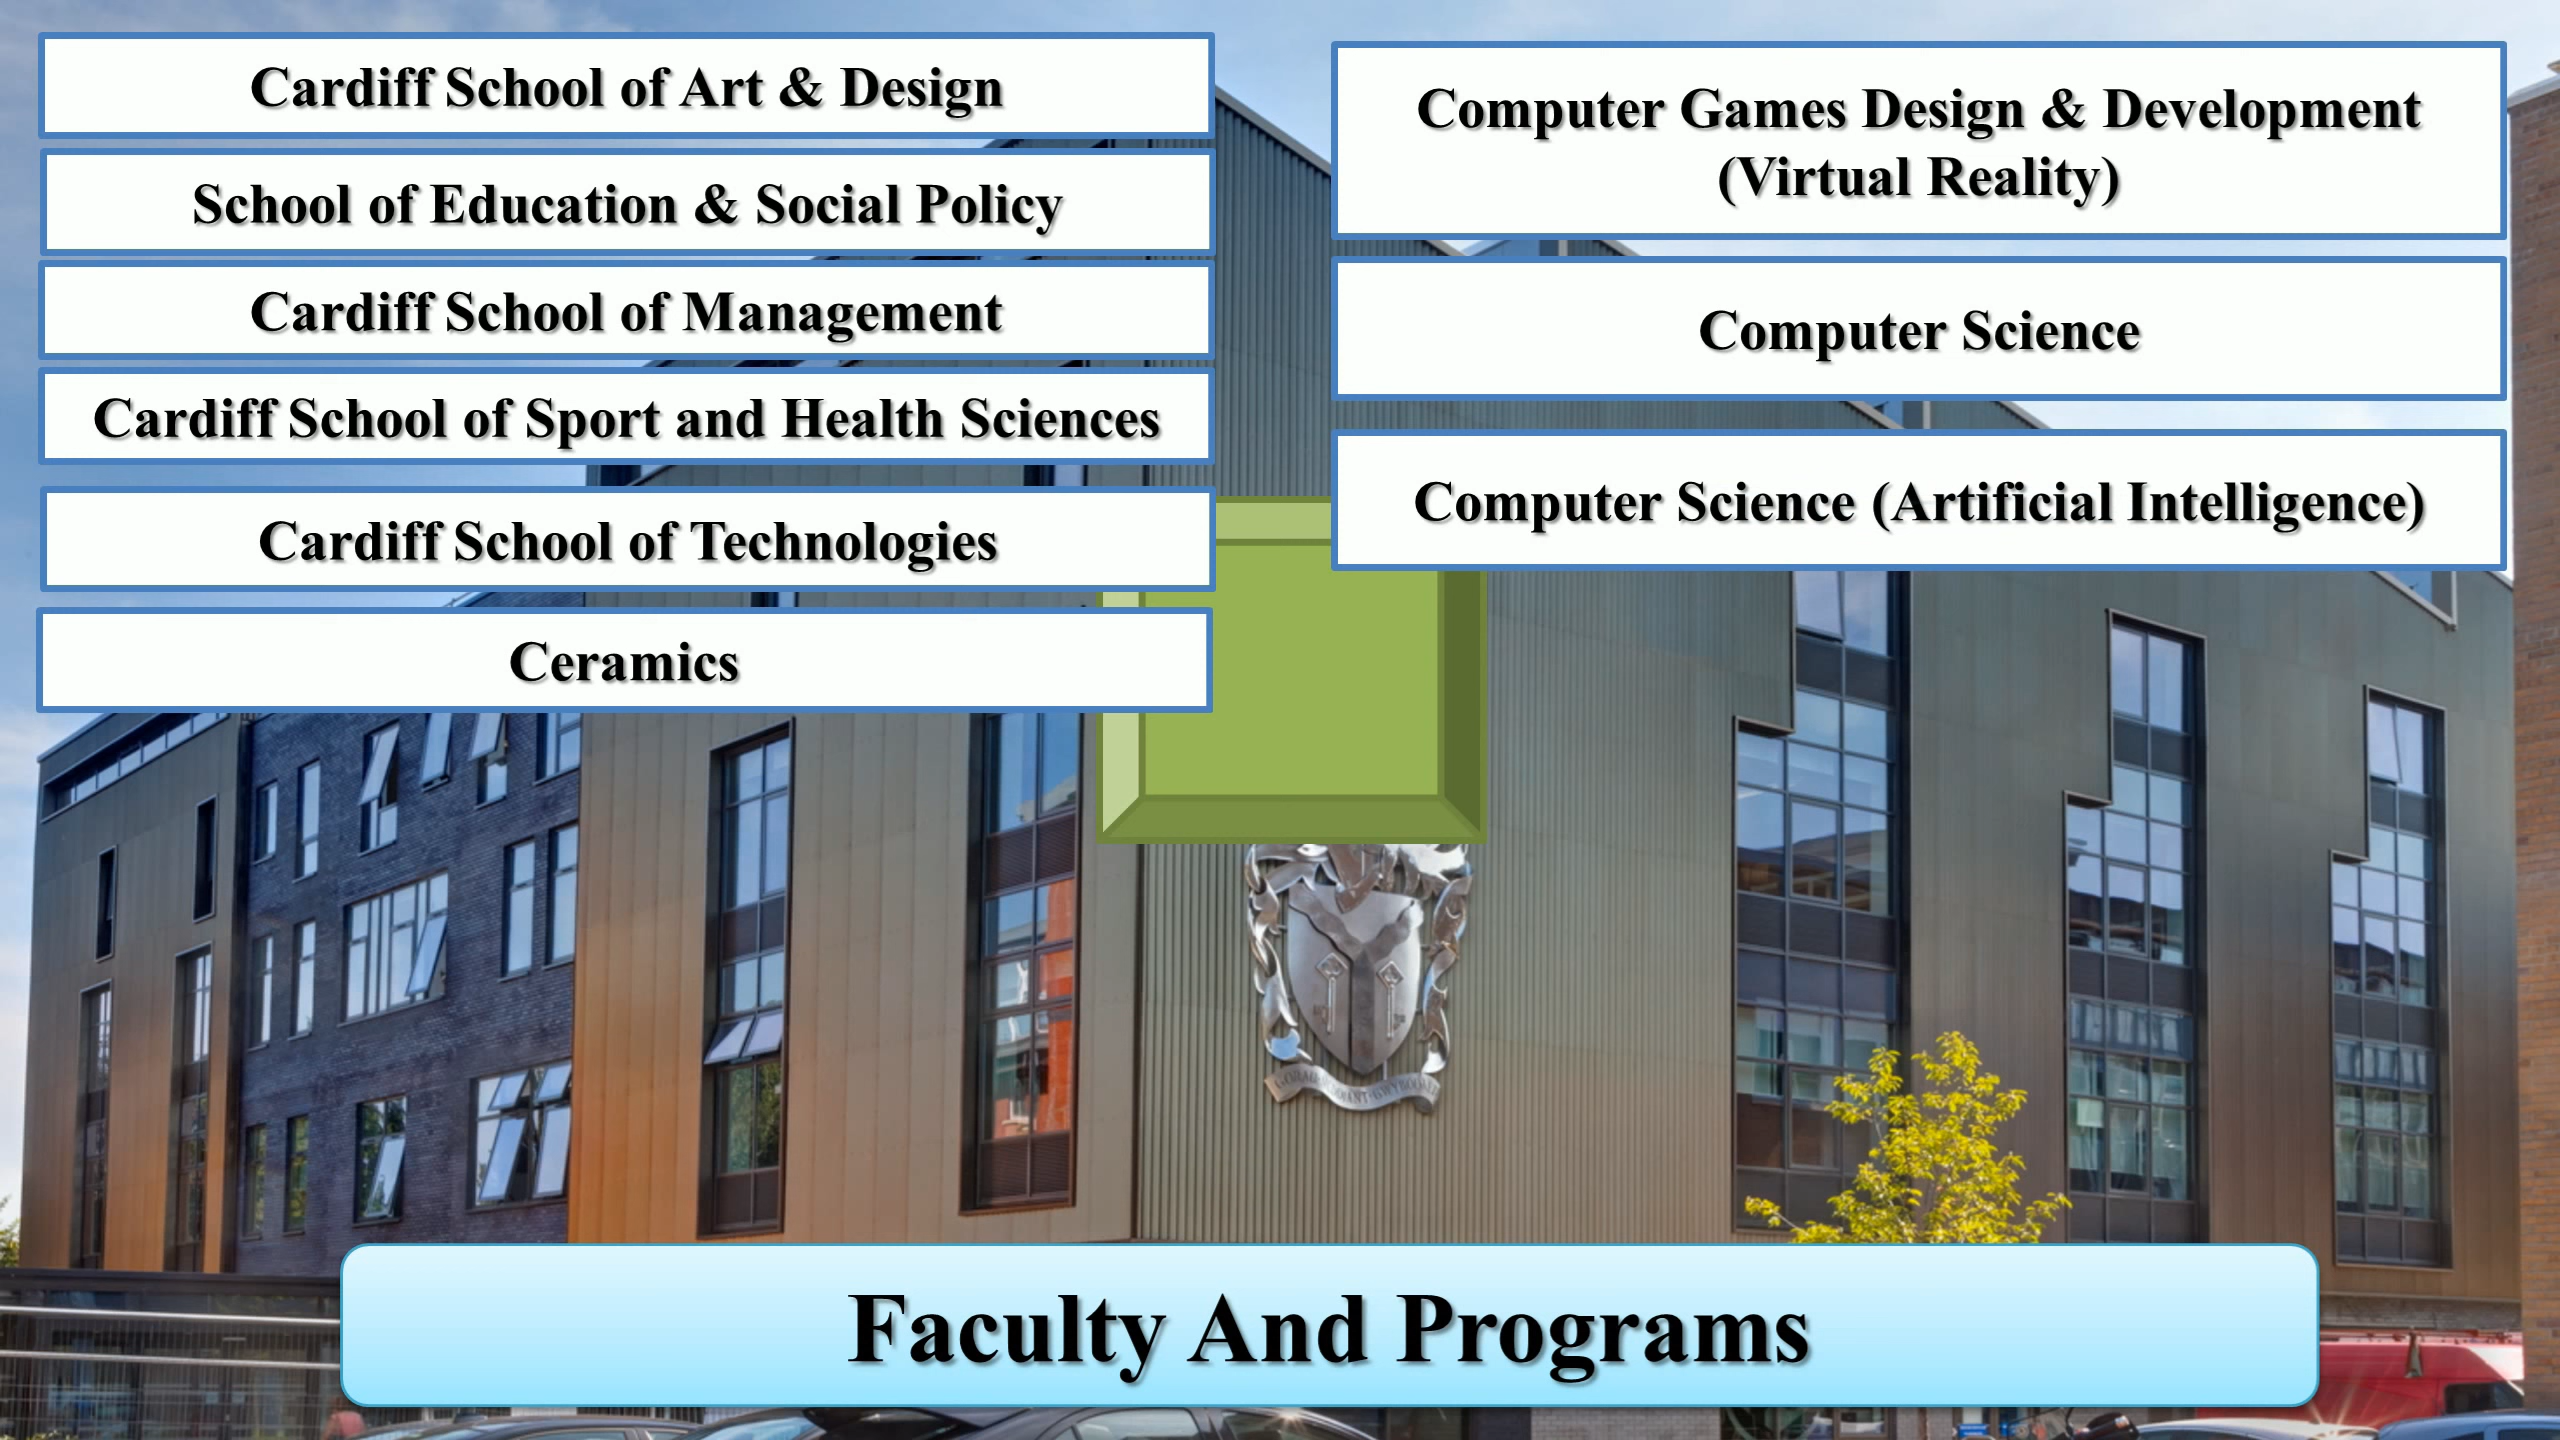 Cardiff School of Art & Design
School of Education & Social Policy
Cardiff School of Management
Cardiff School of Sport and Health Sciences
Cardiff School of Technologies
Ceramics
Computer Games Design & Development
(Virtual Reality)
Computer Science
Computer Science (Artificial Intelligence)
Faculty And Programs